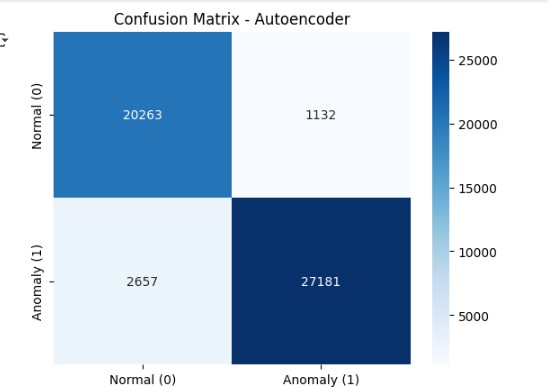 Confusion Matrix - Autoencoder
Normal (0)
20263
1132
Anomaly (1)
2657
27181
Normal (0)
Anomaly (1)
25000
20000
15000
10000
5000